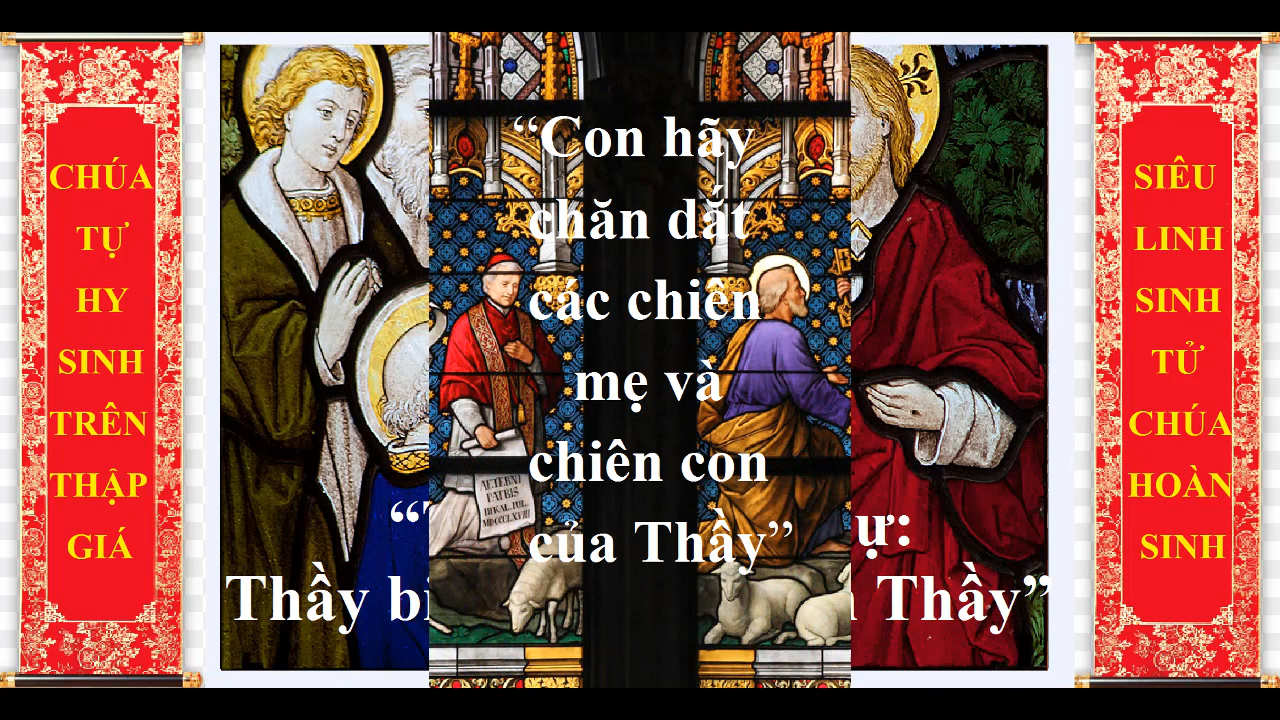 CHÚA
TỰ
HY
SINH
TRÊN
THẬP
GIÁ
“Con hãy
chăn dắt
các chiên
mẹ và
chiên con
của Thầy”
ự:
Thầy Thầy”
SIÊU
LINH
SINH
TỬ
CHÚA
HOÀN
SINH